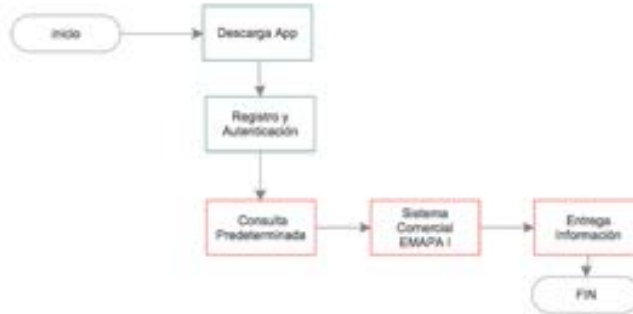 inicio
Descarga App
Registro y
Autenticación
Consulta
Predeterminada
Sistema
Comercial
EMAPA I
Entrega
Información
FIN